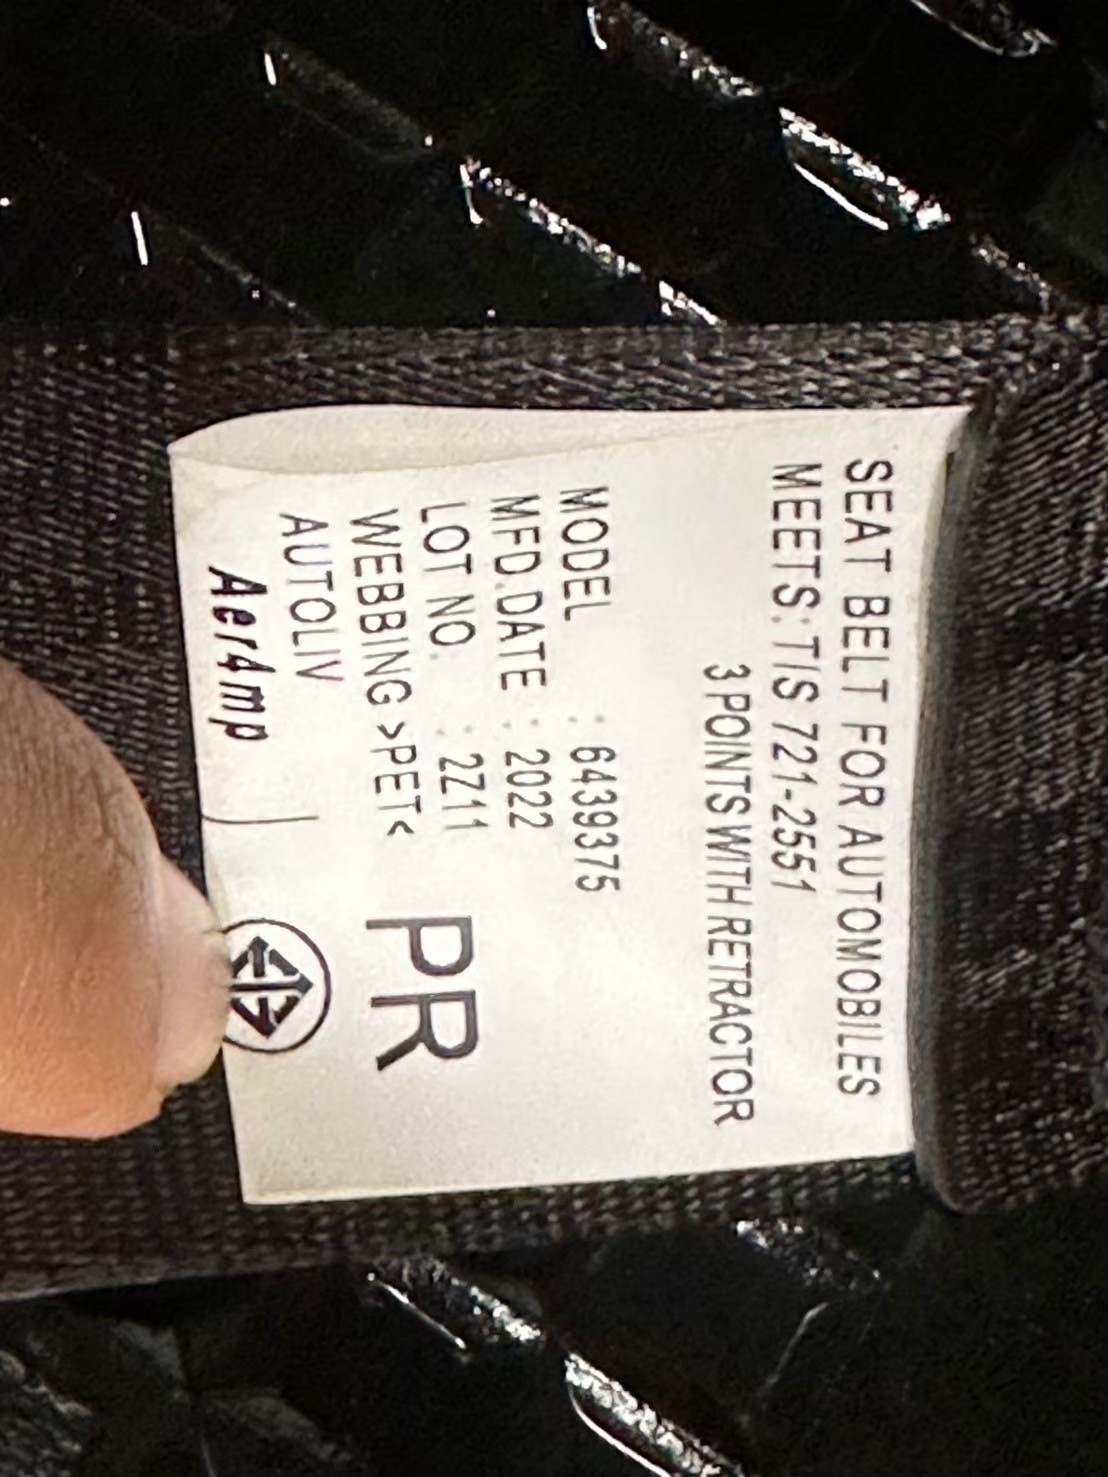 SEAT BELT FOR AUTOMOBILES
MEETS: TIS 721-2551
3 POINTS WITH RETRACTOR
MODEL : 6439375
MFD.DATE : 2022
LOT NO. : 2Z11
WEBBING >PET<
AUTOLIV
PR
Aer4mp